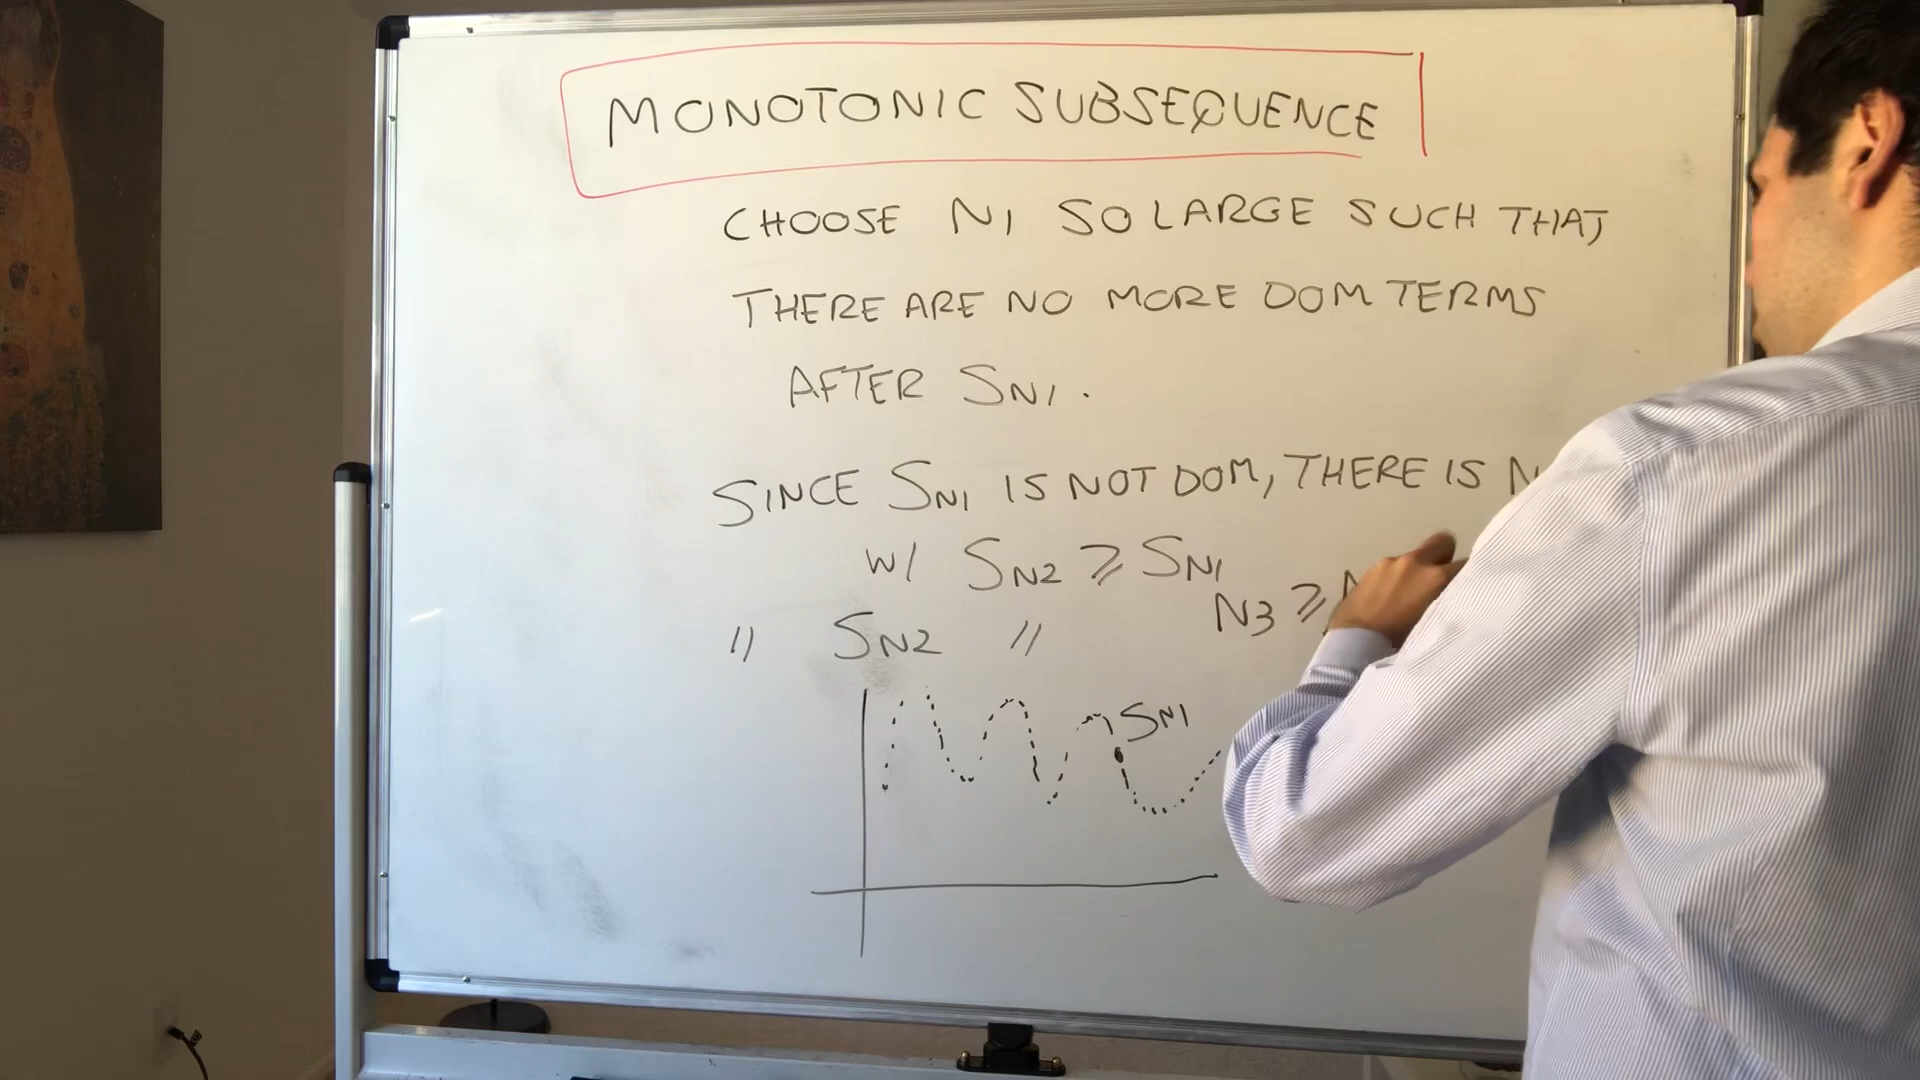 MONOTONIC SUBSEQUENCE
CHOOSE N1 SO LARGE SUCH THAT
THERE ARE NO MORE DOM TERMS
AFTER SN1.
SINCE SN1 IS NOT DOM, THERE IS
W/ SN2 ⩾ SN1
N3 ⩾
// SN2 //
SN1